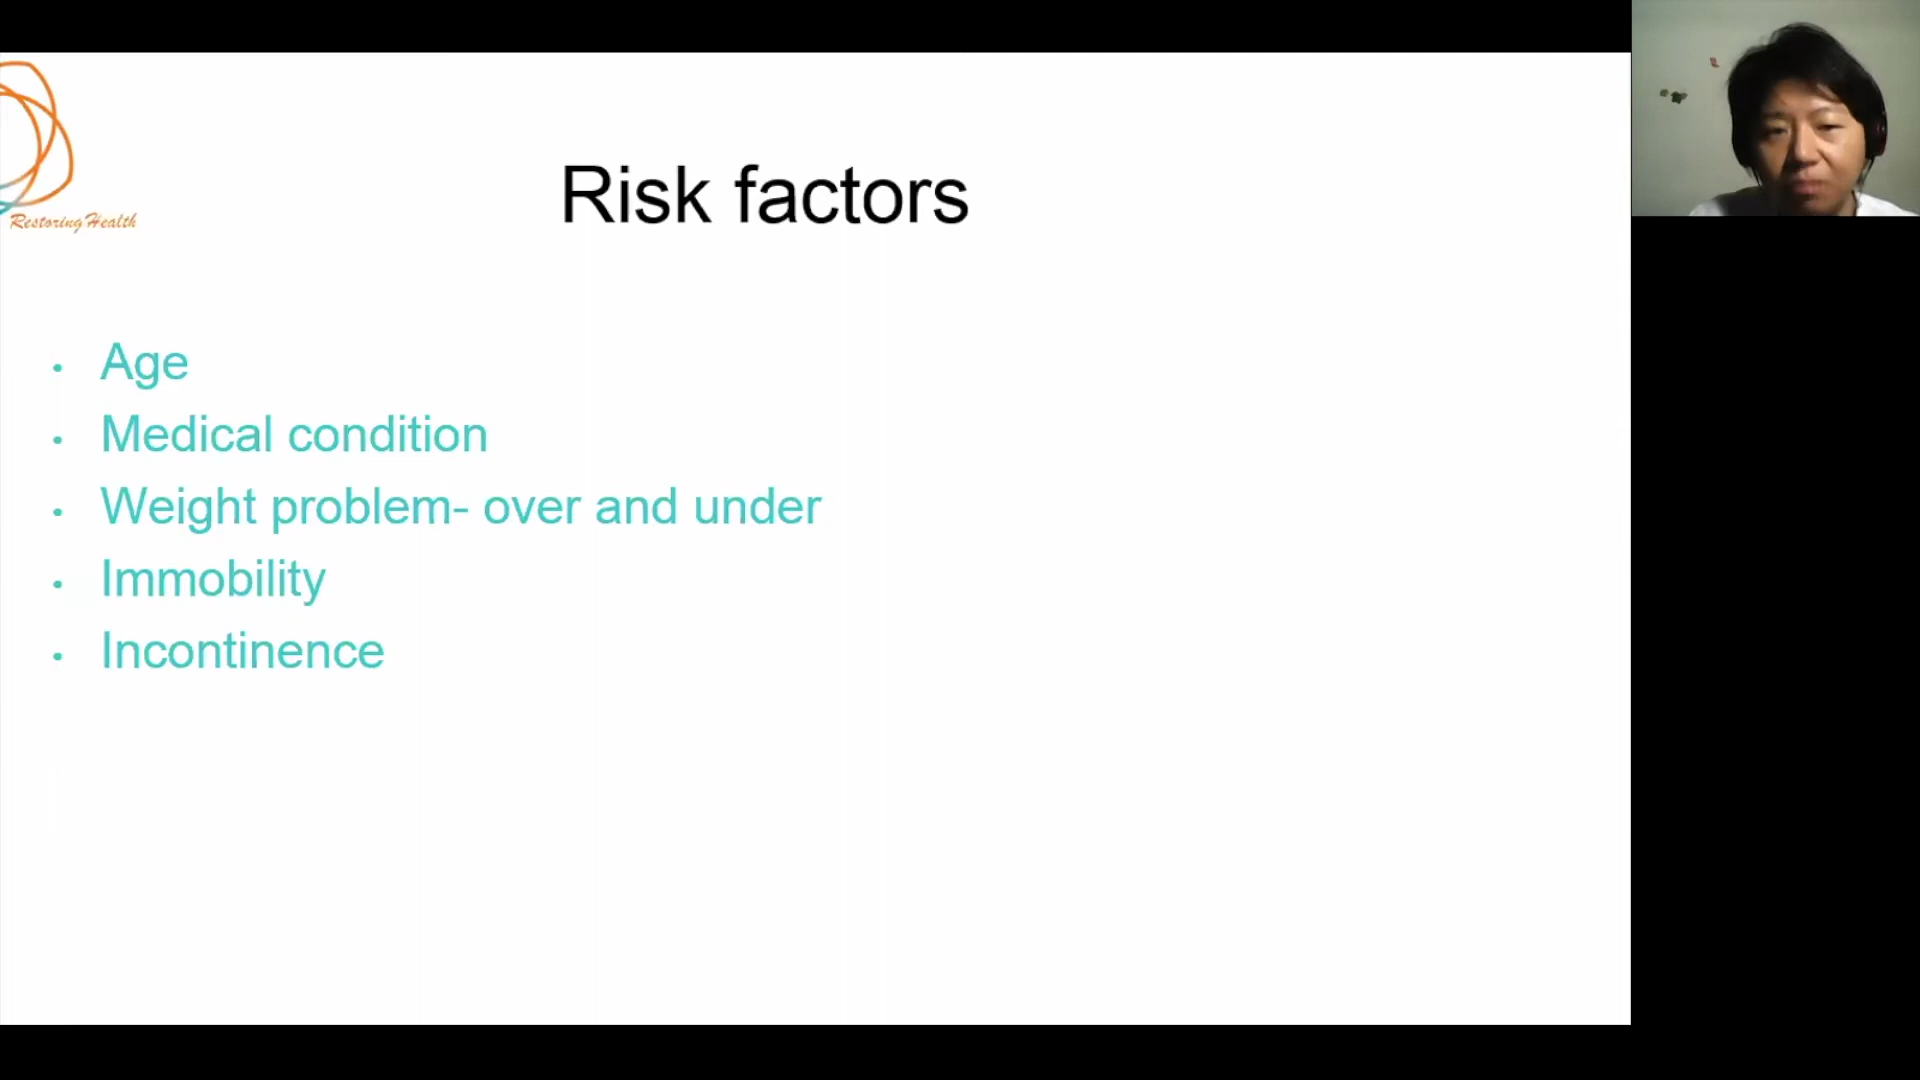 Restoring Health
Risk factors
• Age
• Medical condition
• Weight problem- over and under
• Immobility
• Incontinence